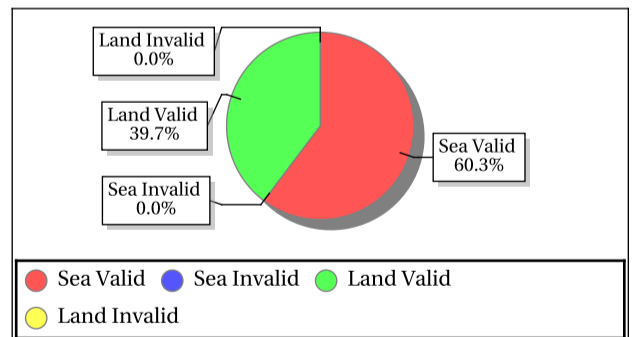 Land Invalid
0.0%
Land Valid
39.7%
Sea Valid
60.3%
Sea Invalid
0.0%
Sea Valid Sea Invalid Land Valid
Land Invalid